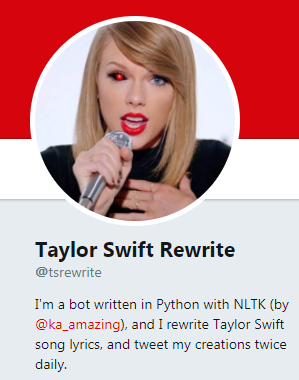 Taylor Swift Rewrite
@tsrewrite
I'm a bot written in Python with NLTK (by
@ka_amazing), and I rewrite Taylor Swift
song lyrics, and tweet my creations twice
daily.